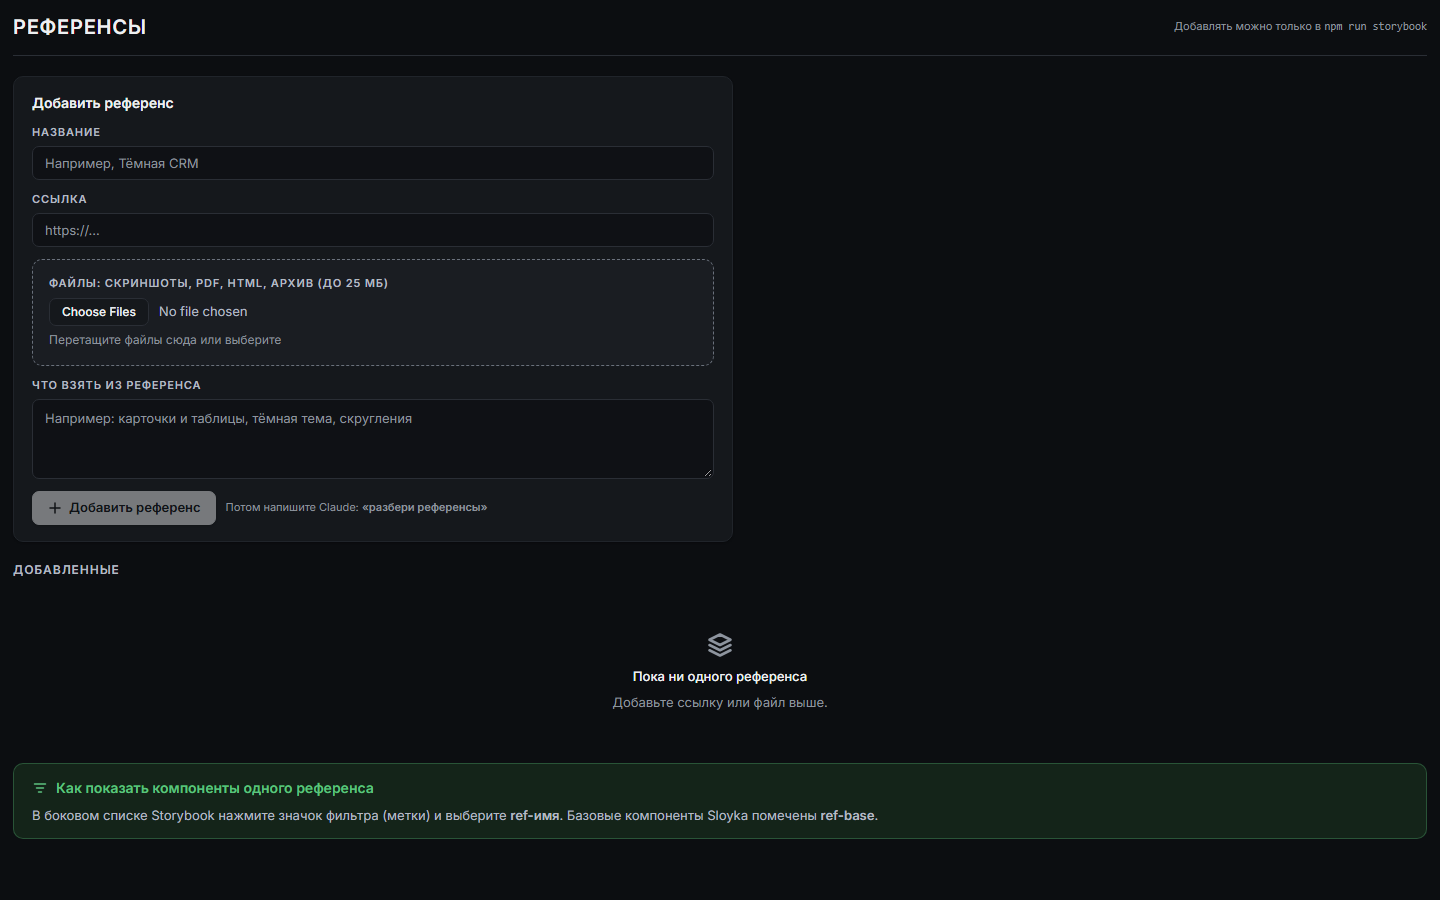 РЕФЕРЕНСЫ
Добавлять можно только в npm run storybook
Добавить референс
НАЗВАНИЕ
Например, Тёмная CRM
ССЫЛКА
https://...
ФАЙЛЫ: СКРИНШОТЫ, PDF, HTML, АРХИВ (ДО 25 МБ)
Choose Files No file chosen
Перетащите файлы сюда или выберите
ЧТО ВЗЯТЬ ИЗ РЕФЕРЕНСА
Например: карточки и таблицы, тёмная тема, скругления
+ Добавить референс Потом напишите Claude: «разбери референсы»
ДОБАВЛЕННЫЕ
Пока ни одного референса
Добавьте ссылку или файл выше.
Как показать компоненты одного референса
В боковом списке Storybook нажмите значок фильтра (метки) и выберите ref-имя. Базовые компоненты Sloyka помечены ref-base.